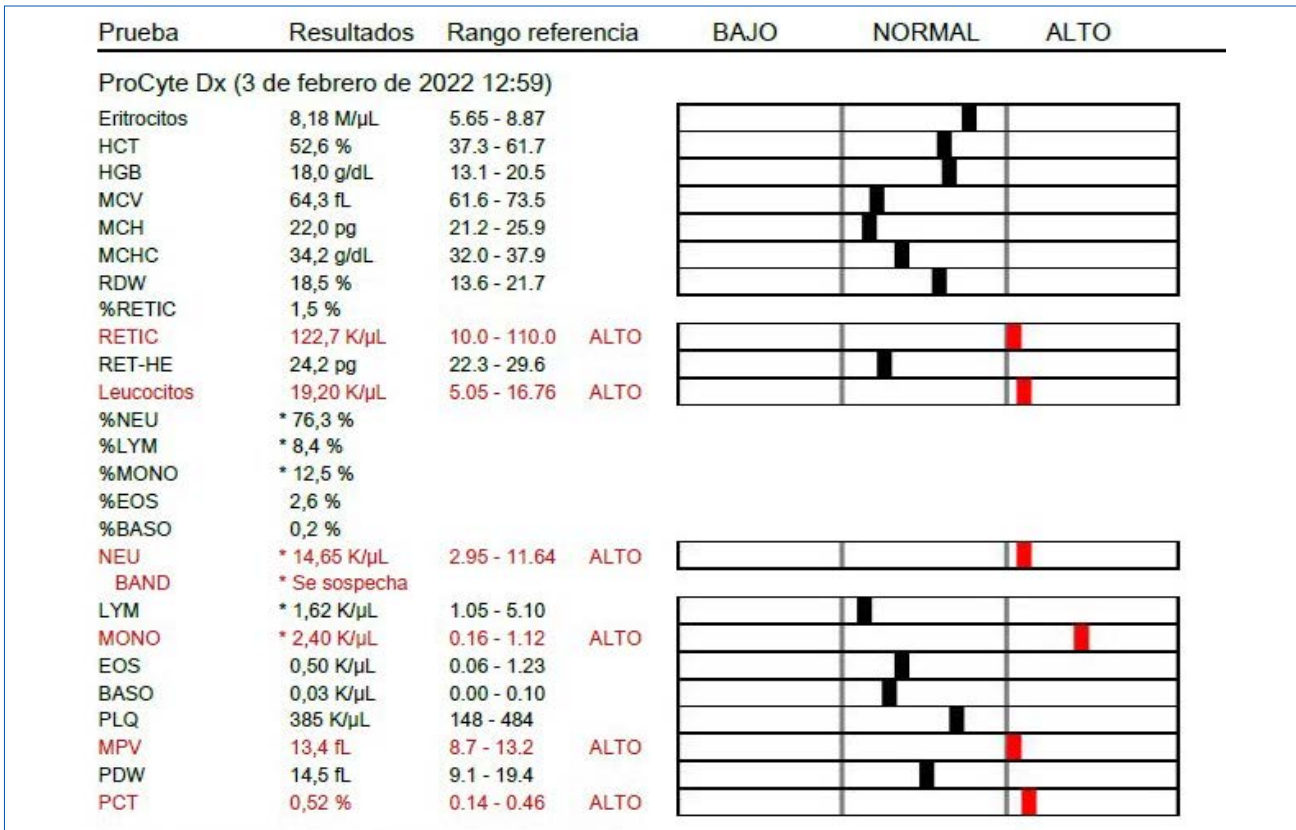 Prueba Resultados Rango referencia BAJO NORMAL ALTO
ProCyte Dx (3 de febrero de 2022 12:59)
Eritrocitos 8,18 M/µL 5.65 - 8.87
HCT 52,6 % 37.3 - 61.7
HGB 18,0 g/dL 13.1 - 20.5
MCV 64,3 fL 61.6 - 73.5
MCH 22,0 pg 21.2 - 25.9
MCHC 34,2 g/dL 32.0 - 37.9
RDW 18,5 % 13.6 - 21.7
%RETIC 1,5 %
RETIC 122,7 K/µL 10.0 - 110.0 ALTO
RET-HE 24,2 pg 22.3 - 29.6
Leucocitos 19,20 K/µL 5.05 - 16.76 ALTO
%NEU * 76,3 %
%LYM * 8,4 %
%MONO * 12,5 %
%EOS 2,6 %
%BASO 0,2 %
NEU * 14,65 K/µL 2.95 - 11.64 ALTO
BAND * Se sospecha
LYM * 1,62 K/µL 1.05 - 5.10
MONO * 2,40 K/µL 0.16 - 1.12 ALTO
EOS 0,50 K/µL 0.06 - 1.23
BASO 0,03 K/µL 0.00 - 0.10
PLQ 385 K/µL 148 - 484
MPV 13,4 fL 8.7 - 13.2 ALTO
PDW 14,5 fL 9.1 - 19.4
PCT 0,52 % 0.14 - 0.46 ALTO